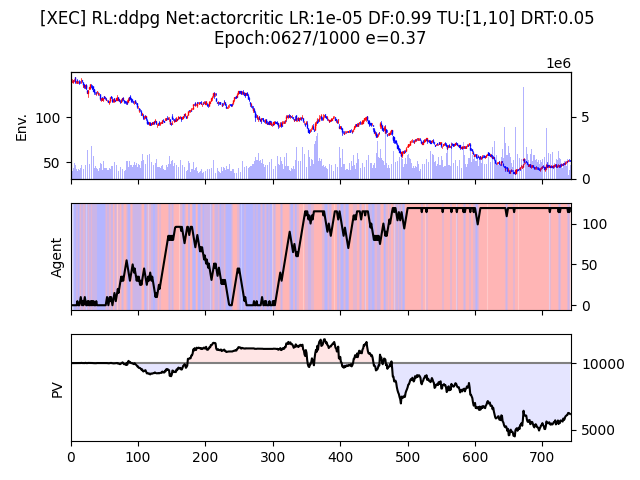 [XEC] RL:ddpg Net:actorcritic LR:1e-05 DF:0.99 TU:[1,10] DRT:0.05
Epoch:0627/1000 e=0.37
1e6
Env.
100
50
5
0
Agent
100
50
0
PV
10000
5000
0 100 200 300 400 500 600 700